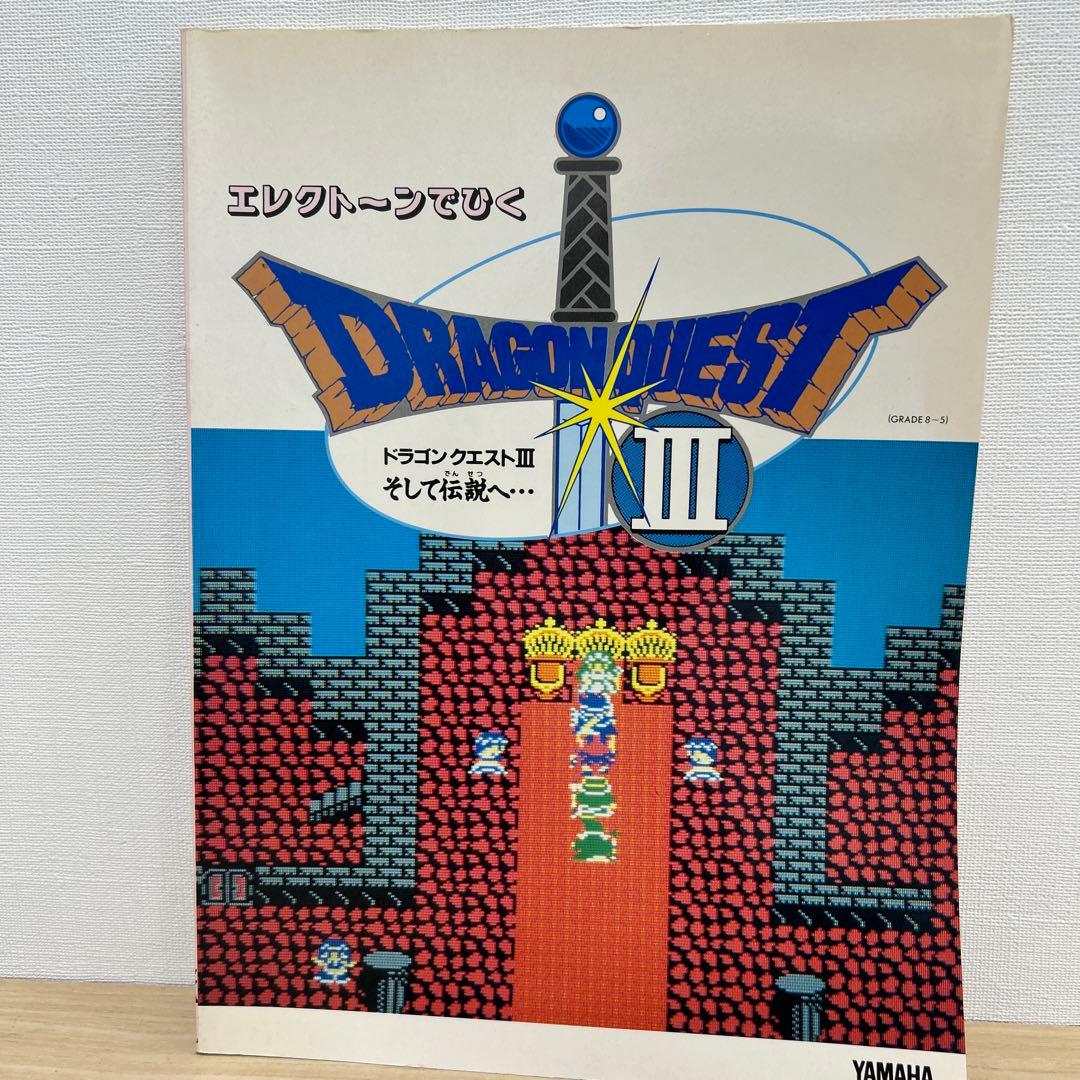 エレクト〜ンでひく
DRAGON QUEST
III
(GRADE 8〜5)
ドラゴンクエストIII
でんせつ
そして伝説へ…
YAMAHA